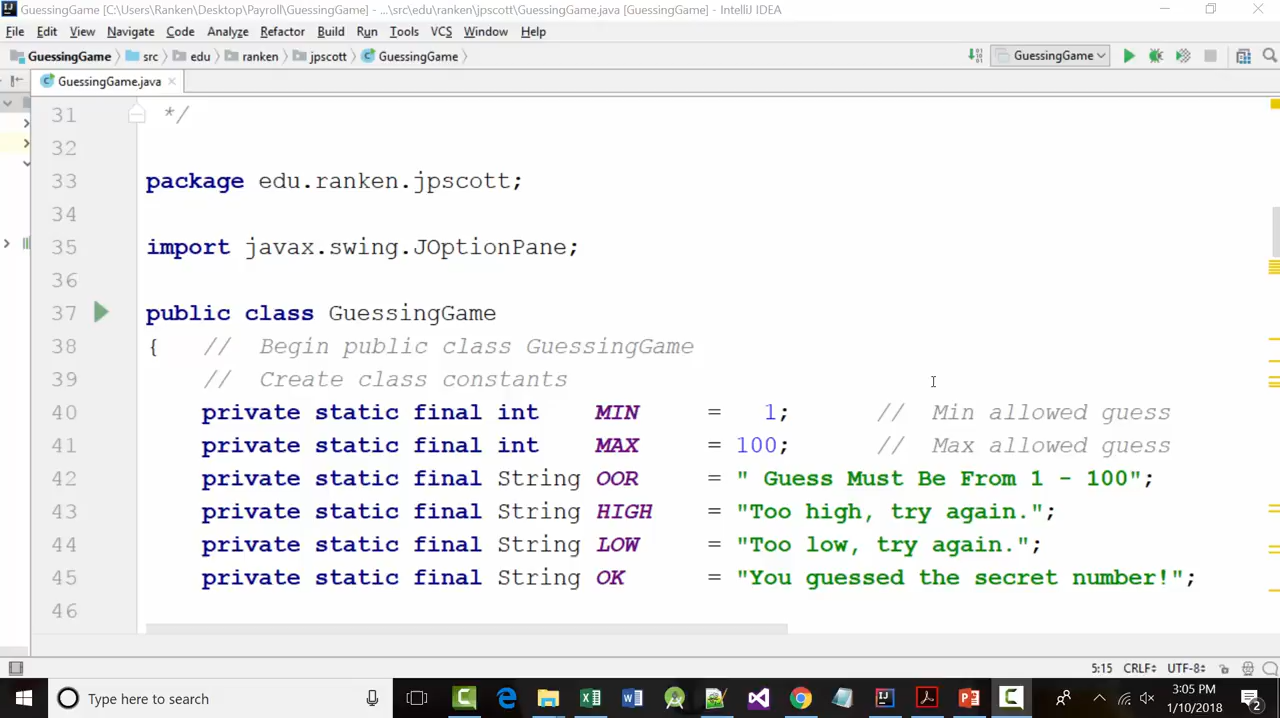 GuessingGame [C:\Users\Ranken\Desktop\Payroll\GuessingGame] - ...\src\edu\ranken\jpscott\GuessingGame.java [GuessingGame] - IntelliJ IDEA
File Edit View Navigate Code Analyze Refactor Build Run Tools VCS Window Help
GuessingGame src edu ranken jpscott GuessingGame GuessingGame
GuessingGame.java
31 */
32
33 package edu.ranken.jpscott;
34
35 import javax.swing.JOptionPane;
36
37 public class GuessingGame
38 { // Begin public class GuessingGame
39 // Create class constants
40 private static final int MIN = 1; // Min allowed guess
41 private static final int MAX = 100; // Max allowed guess
42 private static final String OOR = " Guess Must Be From 1 - 100";
43 private static final String HIGH = "Too high, try again.";
44 private static final String LOW = "Too low, try again.";
45 private static final String OK = "You guessed the secret number!";
46
5:15 CRLF UTF-8
Type here to search
3:05 PM
1/10/2018
2